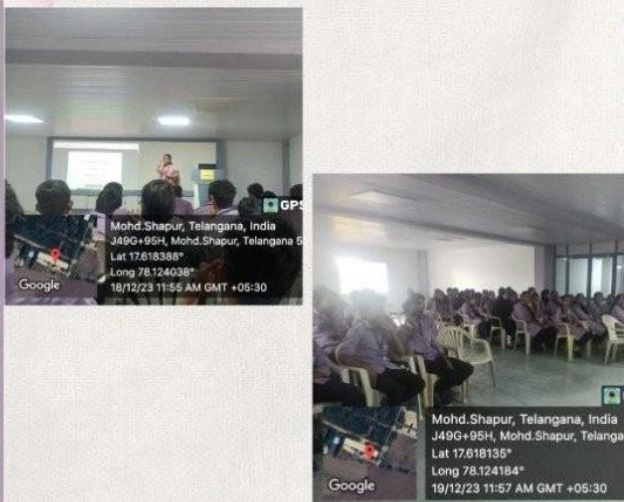 GPS
Mohd.Shapur, Telangana, India
J49G+95H, Mohd.Shapur, Telangana 5
Lat 17.618388°
Long 78.124038°
18/12/23 11:55 AM GMT +05:30
Google
Mohd.Shapur, Telangana, India
J49G+95H, Mohd.Shapur, Telanga
Lat 17.618135°
Long 78.124184°
19/12/23 11:57 AM GMT +05:30
Google